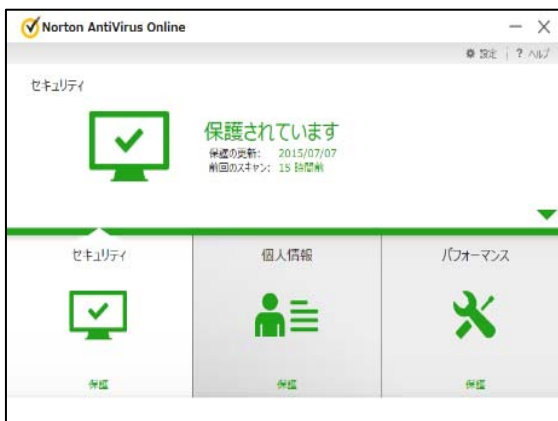 Norton AntiVirus Online
設定 ? ヘルプ
セキュリティ
保護されています
保護の更新: 2015/07/07
前回のスキャン: 15 時間前
セキュリティ 個人情報 パフォーマンス
保護 保護 保護